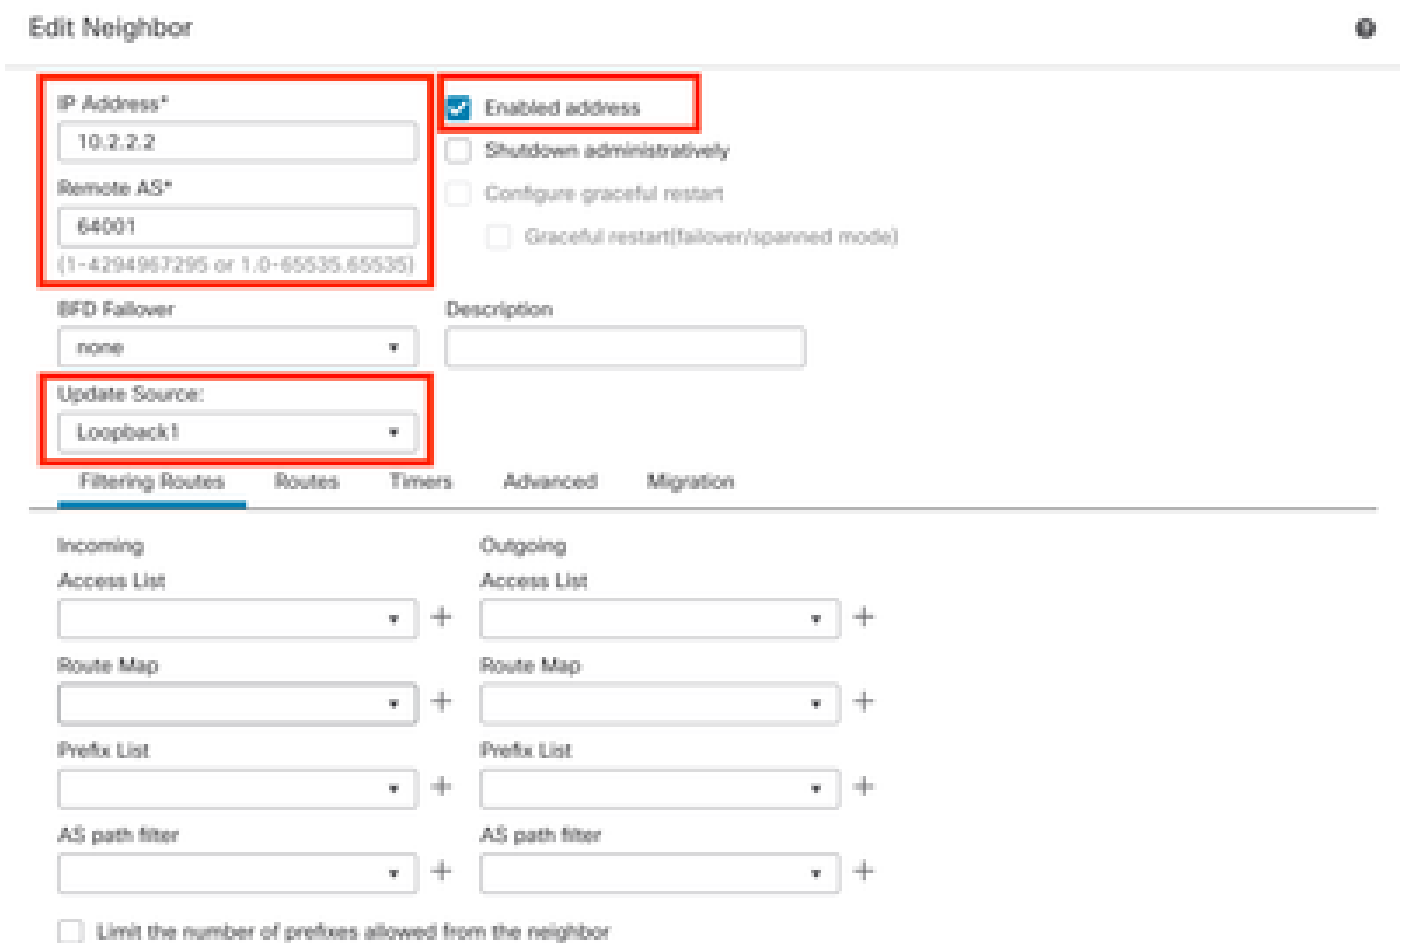 Edit Neighbor
IP Address*
Enabled address
10.2.2.2
Shutdown administratively
Remote AS*
Configure graceful restart
64001
Graceful restart(failover/spanned mode)
(1-4294967295 or 1.0-65535.65535)
BFD Failover
Description
none
Update Source:
Loopback1
Filtering Routes Routes Timers Advanced Migration
Incoming Outgoing
Access List Access List
Route Map Route Map
Prefix List Prefix List
AS path filter AS path filter
Limit the number of prefixes allowed from the neighbor